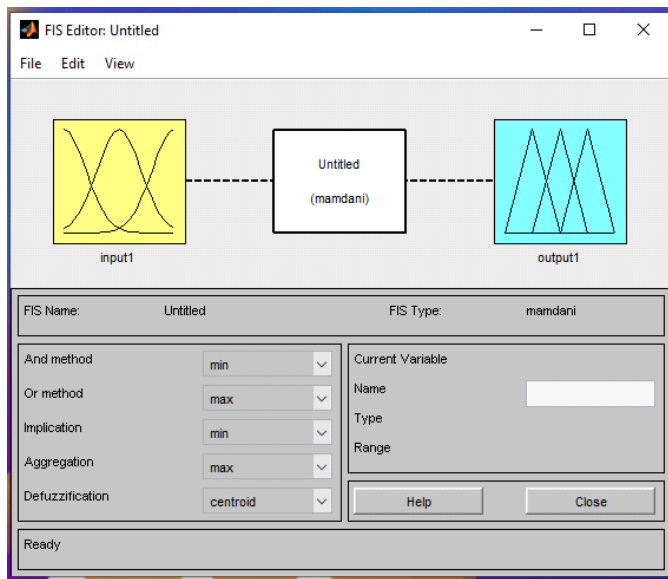 FIS Editor: Untitled
File Edit View
Untitled
(mamdani)
input1
output1
FIS Name: Untitled FIS Type: mamdani
And method min
Or method max
Implication min
Aggregation max
Defuzzification centroid
Current Variable
Name
Type
Range
Help Close
Ready